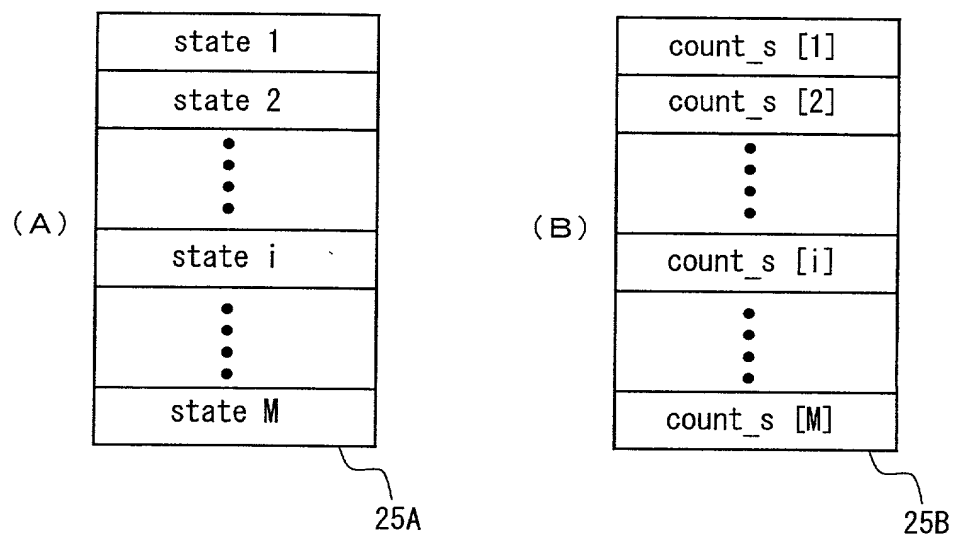 (A)
state 1
state 2
state i
state M
25A
(B)
count_s [1]
count_s [2]
count_s [i]
count_s [M]
25B